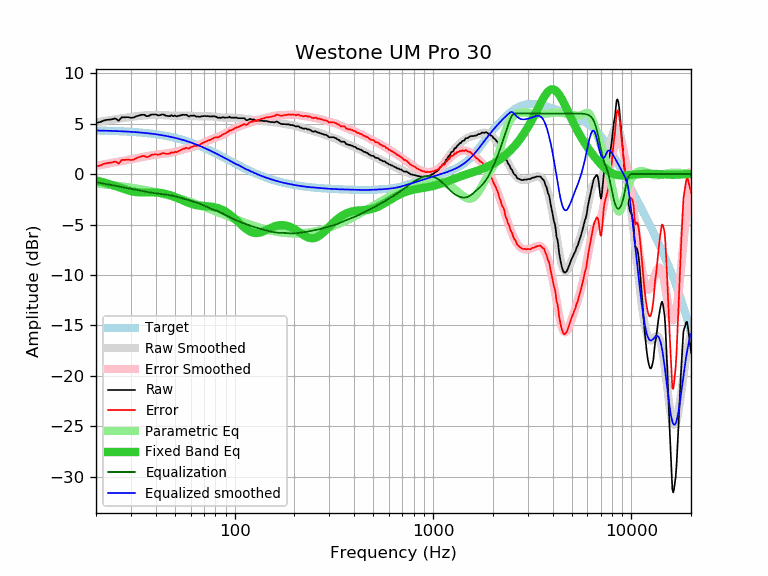 Westone UM Pro 30
Amplitude (dBr)
10
5
0
−5
−10
−15
−20
−25
−30
Target
Raw Smoothed
Error Smoothed
Raw
Error
Parametric Eq
Fixed Band Eq
Equalization
Equalized smoothed
100
1000
10000
Frequency (Hz)